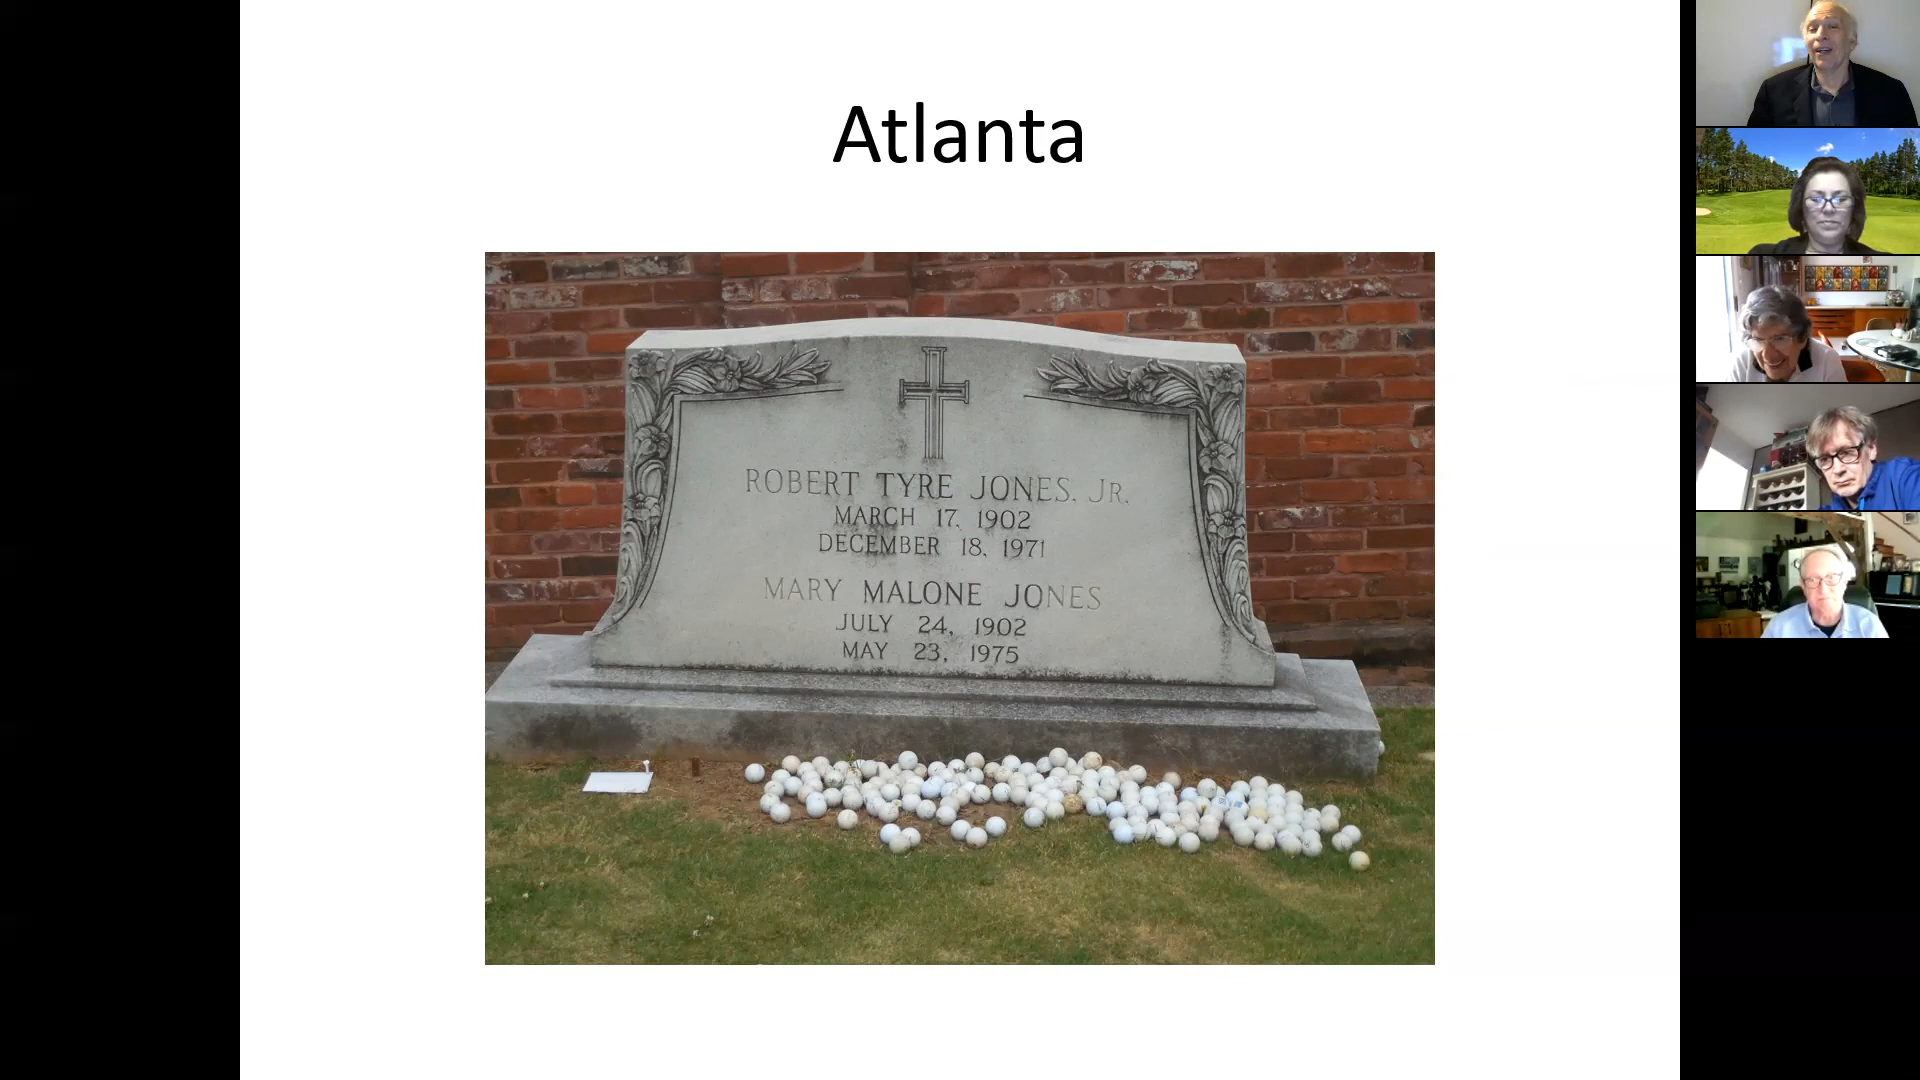 Atlanta
ROBERT TYRE JONES, JR.
MARCH 17, 1902
DECEMBER 18, 1971
MARY MALONE JONES
JULY 24, 1902
MAY 23, 1975